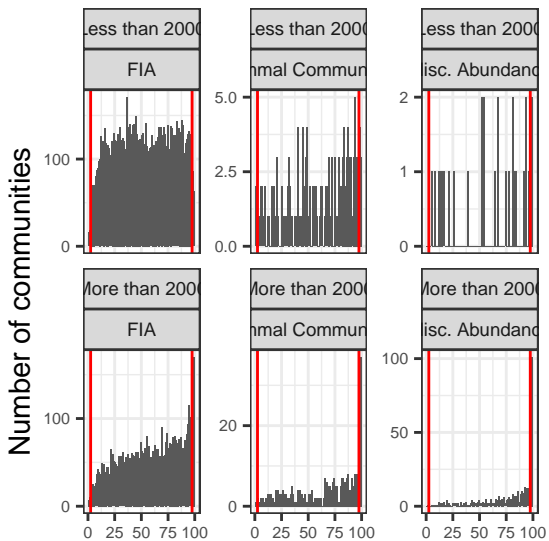 Less than 2000 Less than 2000 Less than 2000
FIA mmal Commun isc. Abundanc
100
0
5.0
2.5
0.0
2
1
0
More than 2000 More than 2000 More than 2000
FIA mmal Commun isc. Abundanc
100
0
20
0
100
50
0
0 25 50 75 100 0 25 50 75 100 0 25 50 75 100
Number of communities